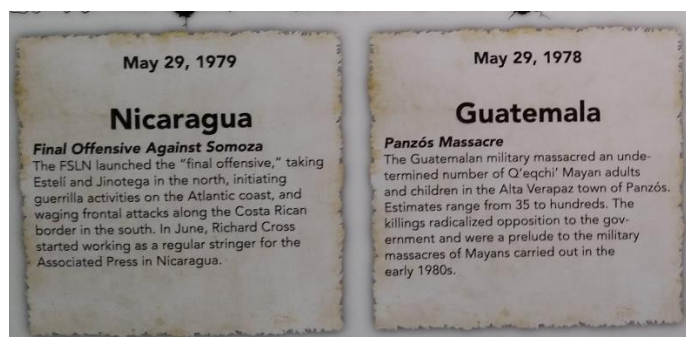 May 29, 1979
Nicaragua
Final Offensive Against Somoza
The FSLN launched the “final offensive,” taking
Estelí and Jinotega in the north, initiating
guerrilla activities on the Atlantic coast, and
waging frontal attacks along the Costa Rican
border in the south. In June, Richard Cross
started working as a regular stringer for the
Associated Press in Nicaragua.
May 29, 1978
Guatemala
Panzós Massacre
The Guatemalan military massacred an unde-
termined number of Q’eqchi’ Mayan adults
and children in the Alta Verapaz town of Panzós.
Estimates range from 35 to hundreds. The
killings radicalized opposition to the gov-
ernment and were a prelude to the military
massacres of Mayans carried out in the
early 1980s.